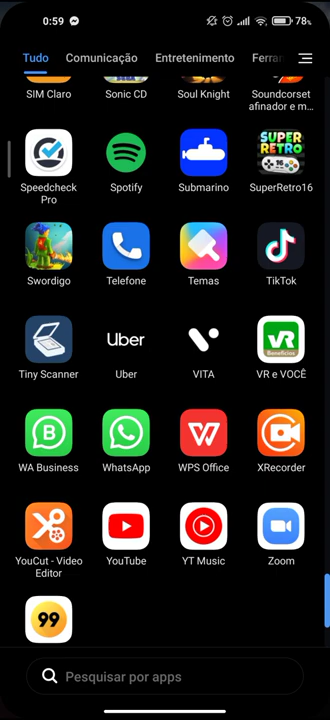 0:59
78%
Tudo Comunicação Entretenimento Ferrar
SIM Claro Sonic CD Soul Knight Soundcorset
afinador e m...
SUPER
RETRO
Speedcheck Spotify Submarino SuperRetro16
Pro
Swordigo Telefone Temas TikTok
Uber
VR
Benefícios
Tiny Scanner Uber VITA VR e VOCÊ
B
W
WA Business WhatsApp WPS Office XRecorder
YouCut - Video YouTube YT Music Zoom
Editor
99
Pesquisar por apps